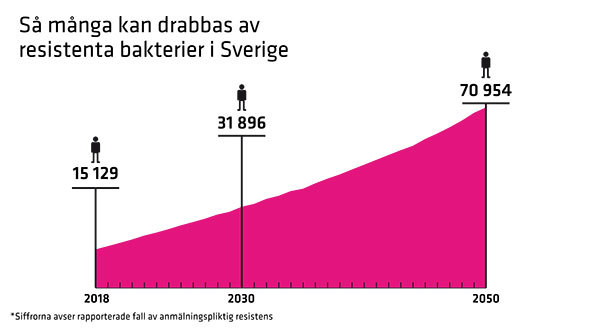 Så många kan drabbas av
resistenta bakterier i Sverige
70 954
31 896
15 129
2018 2030 2050
*Siffrorna avser rapporterade fall av anmälningspliktig resistens